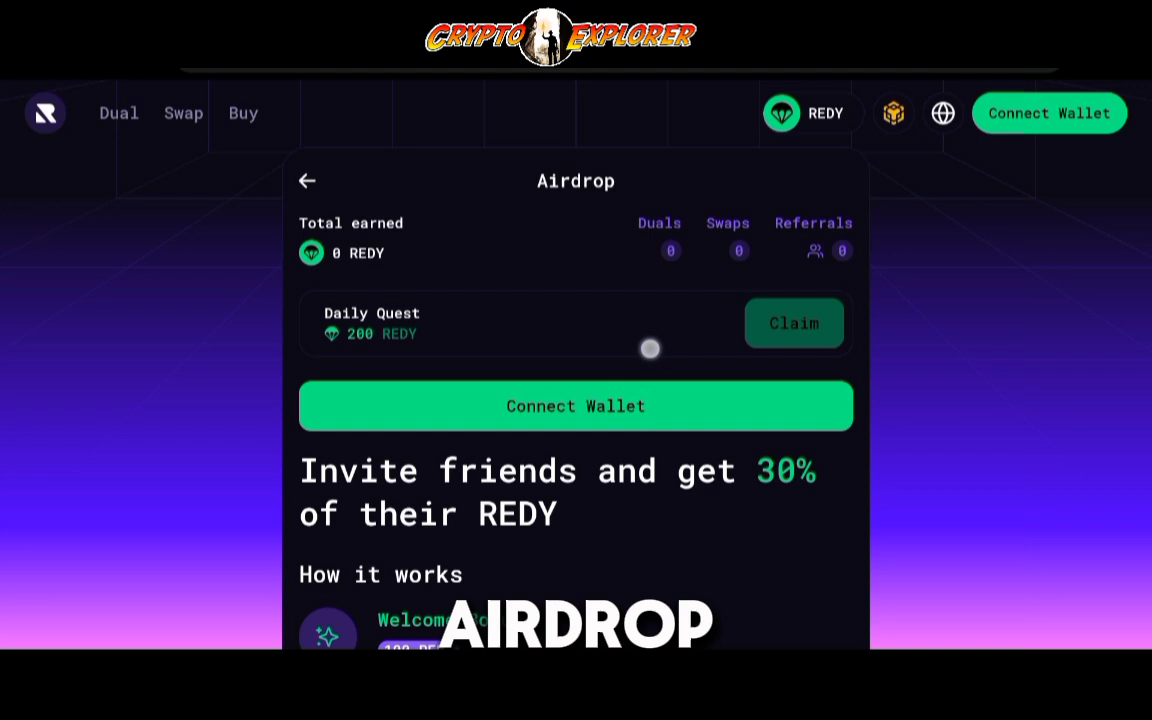 CRYPTO EXPLORER
Dual Swap Buy REDY Connect Wallet
Airdrop
Total earned Duals Swaps Referrals
0 REDY 0 0 0
Daily Quest
200 REDY
Claim
Connect Wallet
Invite friends and get 30%
of their REDY
How it works
AIRDROP